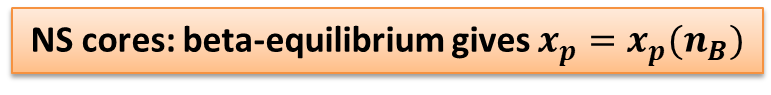 NS cores: beta-equilibrium gives $x_p = x_p(n_B)$